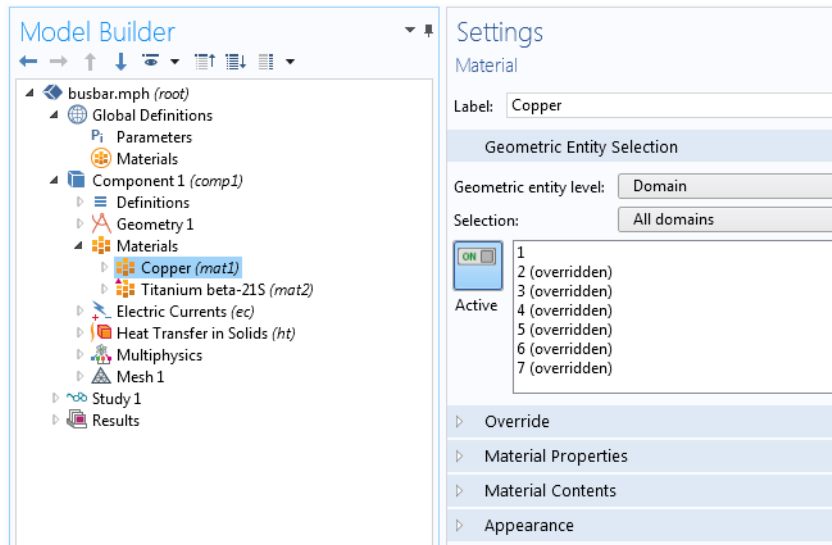 Model Builder
busbar.mph (root)
Global Definitions
Pi Parameters
Materials
Component 1 (comp1)
Definitions
Geometry 1
Materials
Copper (mat1)
Titanium beta-21S (mat2)
Electric Currents (ec)
Heat Transfer in Solids (ht)
Multiphysics
Mesh 1
Study 1
Results
Settings
Material
Label: Copper
Geometric Entity Selection
Geometric entity level: Domain
Selection: All domains
ON
Active
1
2 (overridden)
3 (overridden)
4 (overridden)
5 (overridden)
6 (overridden)
7 (overridden)
Override
Material Properties
Material Contents
Appearance